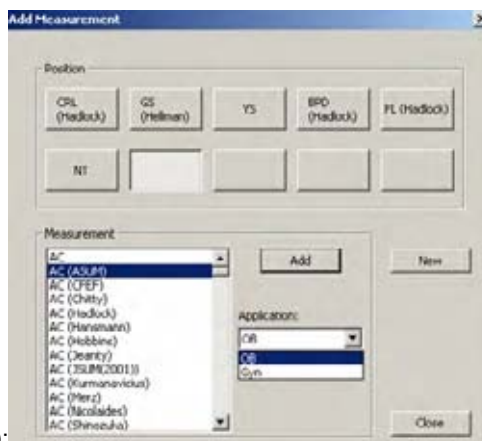 Add Measurement
Position
CRL
(Hadlock)
GS
(Hellman)
YS
BPD
(Hadlock)
FL (Hadlock)
NT
Measurement
AC
AC (ASUM)
AC (CFEF)
AC (Chitty)
AC (Hadlock)
AC (Hansmann)
AC (Hobbins)
AC (Jeanty)
AC (JSUM(2001))
AC (Kurmanavicius)
AC (Merz)
AC (Nicolaides)
AC (Shinozuka)
Add
New
Application:
OB
OB
Gyn
Close